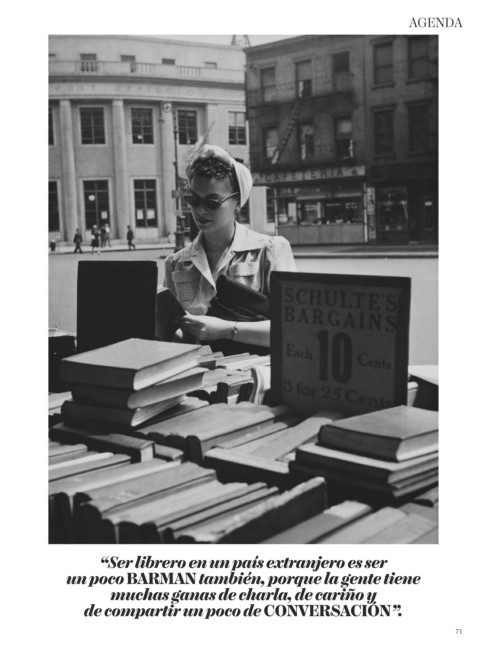 AGENDA
POST OFFICE
CAFETERIA
SCHULTE'S
BARGAINS
Each 10 Cents
3 for 25 Cents
“Ser librero en un país extranjero es ser
un poco BARMAN también, porque la gente tiene
muchas ganas de charla, de cariño y
de compartir un poco de CONVERSACIÓN”.
71